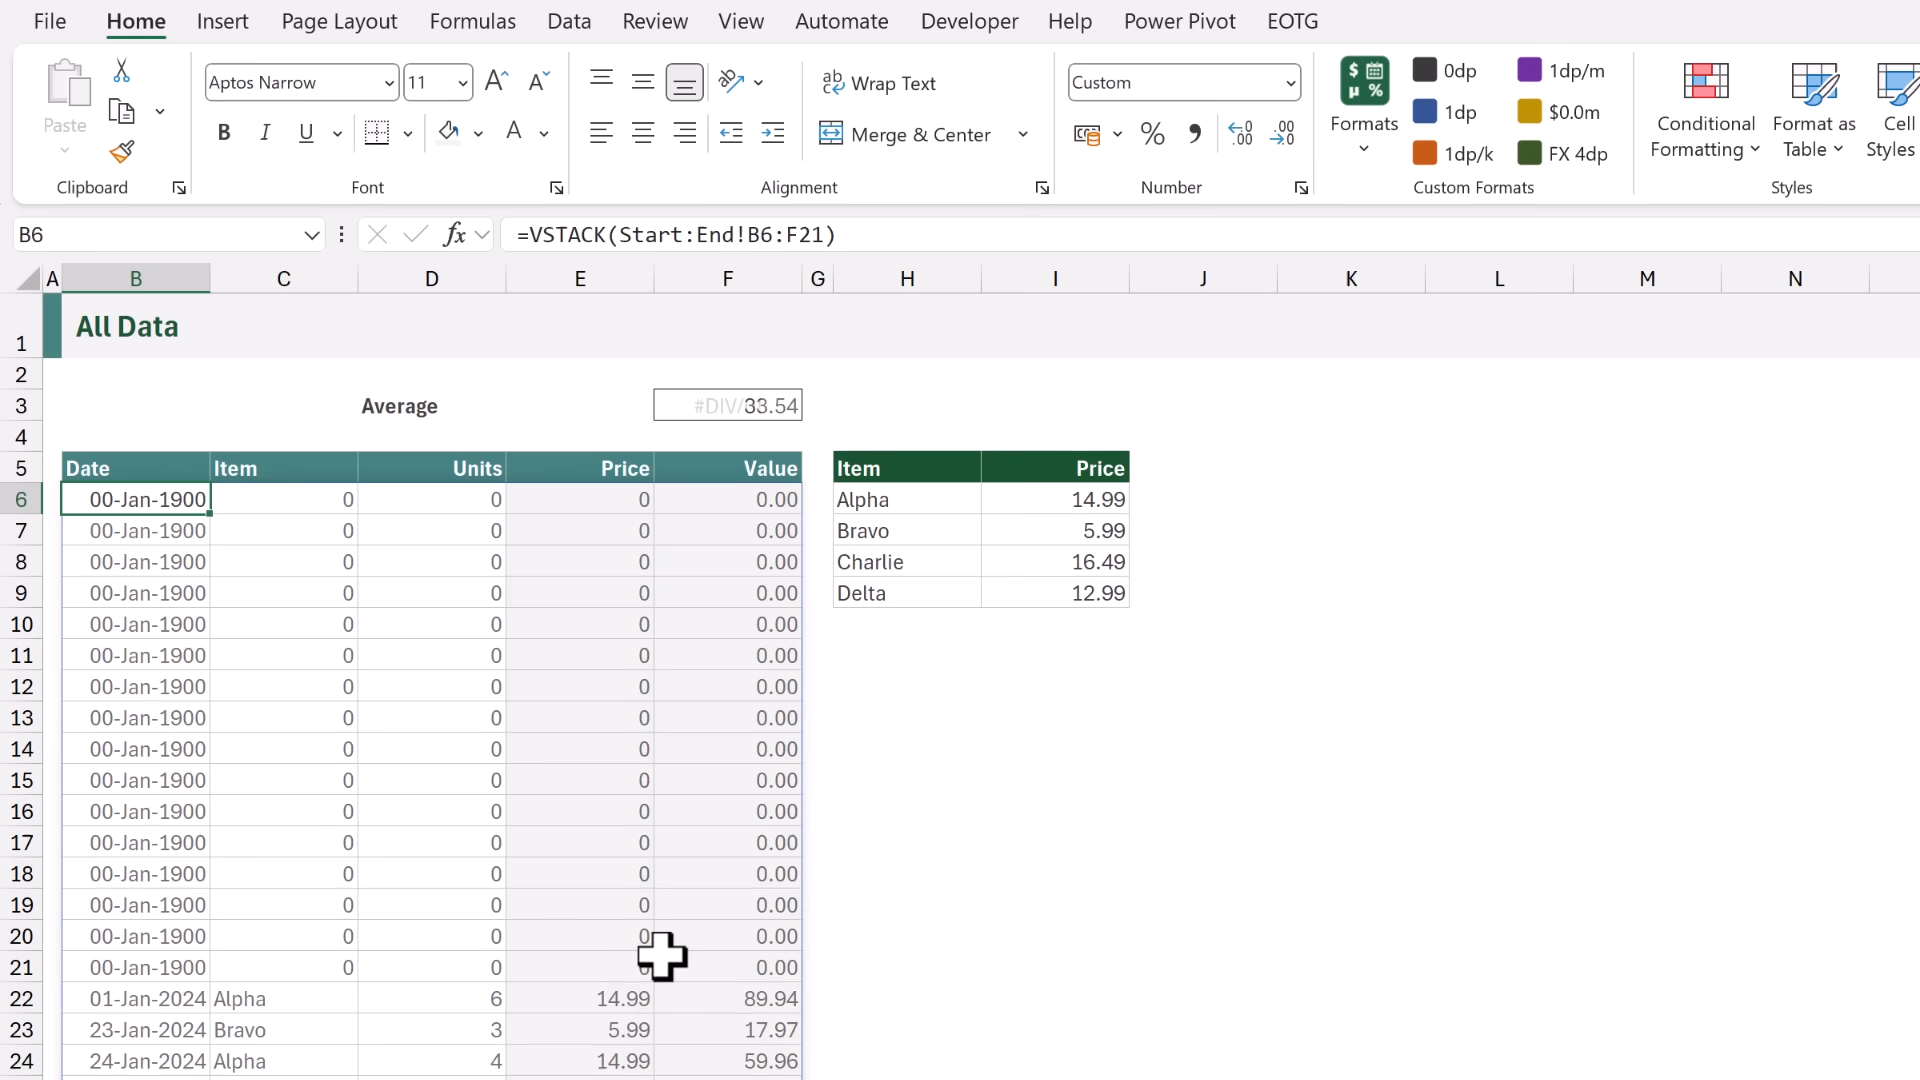 File Home Insert Page Layout Formulas Data Review View Automate Developer Help Power Pivot EOTG
Paste
Clipboard
Aptos Narrow 11
B I U
Font
Wrap Text
Merge & Center
Alignment
Custom
Number
Formats
0dp 1dp/m
1dp $0.0m
1dp/k FX 4dp
Custom Formats
Conditional Formatting
Format as Table
Cell Styles
Styles
B6 fx =VSTACK(Start:End!B6:F21)
A B C D E F G H I J K L M N
1 All Data
2
3 Average #DIV/ 33.54
4
5 Date Item Units Price Value Item Price
6 00-Jan-1900 0 0 0 0.00 Alpha 14.99
7 00-Jan-1900 0 0 0 0.00 Bravo 5.99
8 00-Jan-1900 0 0 0 0.00 Charlie 16.49
9 00-Jan-1900 0 0 0 0.00 Delta 12.99
10 00-Jan-1900 0 0 0 0.00
11 00-Jan-1900 0 0 0 0.00
12 00-Jan-1900 0 0 0 0.00
13 00-Jan-1900 0 0 0 0.00
14 00-Jan-1900 0 0 0 0.00
15 00-Jan-1900 0 0 0 0.00
16 00-Jan-1900 0 0 0 0.00
17 00-Jan-1900 0 0 0 0.00
18 00-Jan-1900 0 0 0 0.00
19 00-Jan-1900 0 0 0 0.00
20 00-Jan-1900 0 0 0 0.00
21 00-Jan-1900 0 0 0 0.00
22 01-Jan-2024 Alpha 6 14.99 89.94
23 23-Jan-2024 Bravo 3 5.99 17.97
24 24-Jan-2024 Alpha 4 14.99 59.96